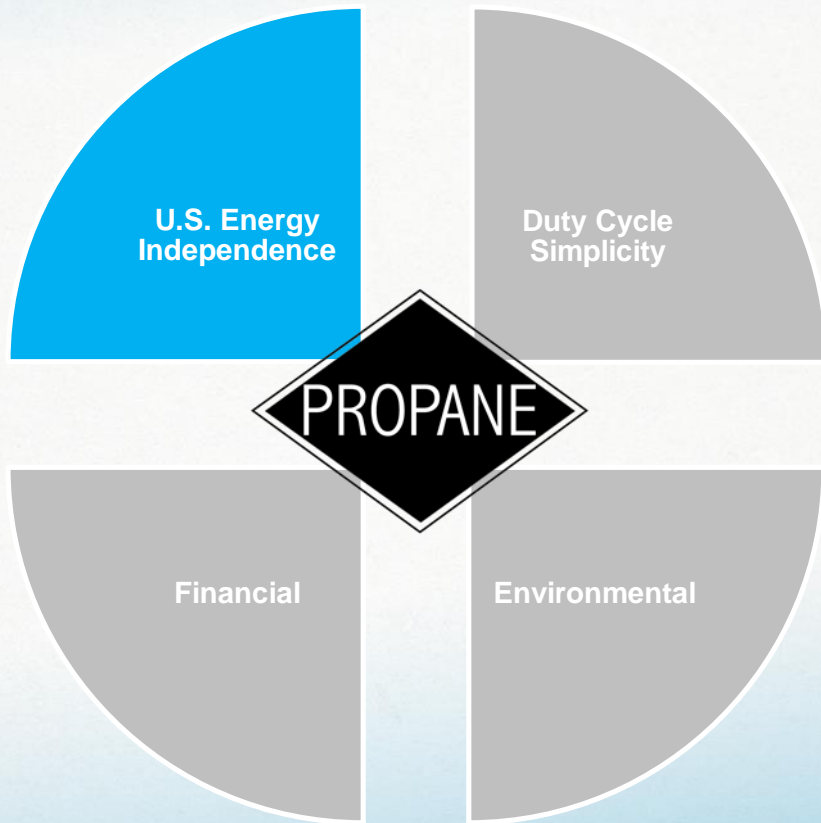 U.S. Energy
Independence
Duty Cycle
Simplicity
PROPANE
Financial
Environmental